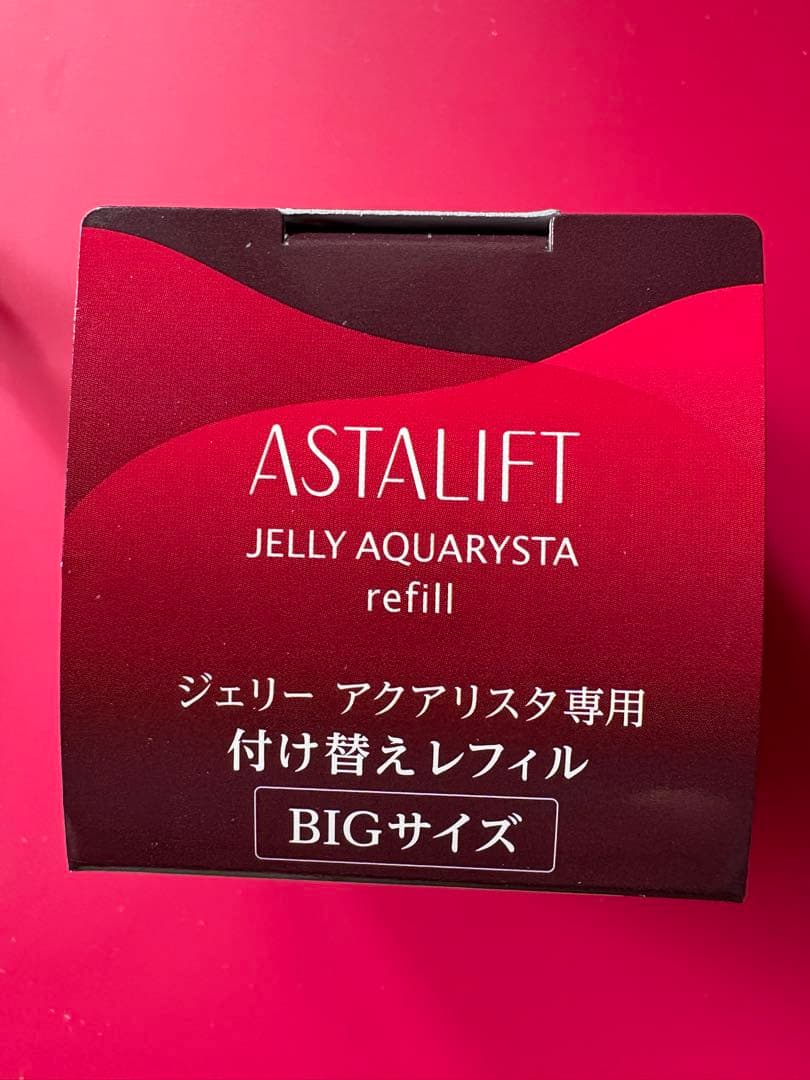 ASTALIFT
JELLY AQUARYSTA
refill
ジェリー アクアリスタ専用
付け替えレフィル
BIGサイズ